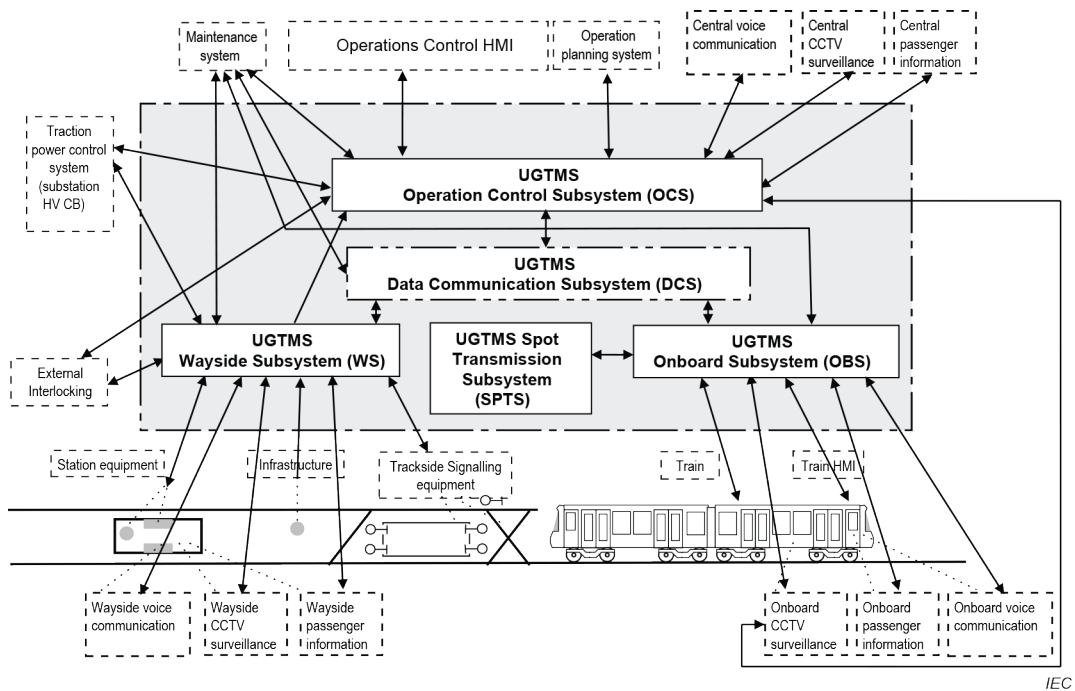 Maintenance
system
Operations Control HMI
Operation
planning system
Central voice
communication
Central
CCTV
surveillance
Central
passenger
information
Traction
power control
system
(substation
HV CB)
UGTMS
Operation Control Subsystem (OCS)
UGTMS
Data Communication Subsystem (DCS)
UGTMS
Wayside Subsystem (WS)
UGTMS Spot
Transmission
Subsystem
(SPTS)
UGTMS
Onboard Subsystem (OBS)
External
Interlocking
Station equipment
Infrastructure
Trackside Signalling
equipment
Train
Train HMI
Wayside voice
communication
Wayside
CCTV
surveillance
Wayside
passenger
information
Onboard
CCTV
surveillance
Onboard
passenger
information
Onboard voice
communication
IEC